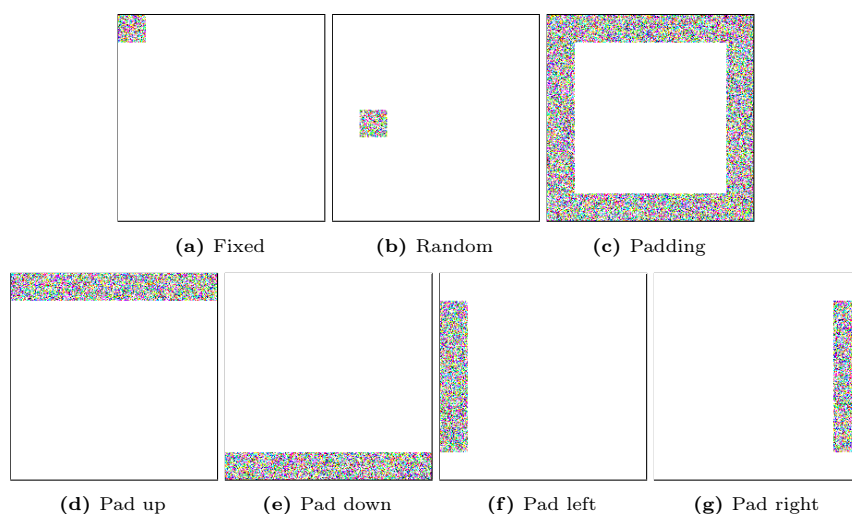 (a) Fixed
(b) Random
(c) Padding
(d) Pad up
(e) Pad down
(f) Pad left
(g) Pad right